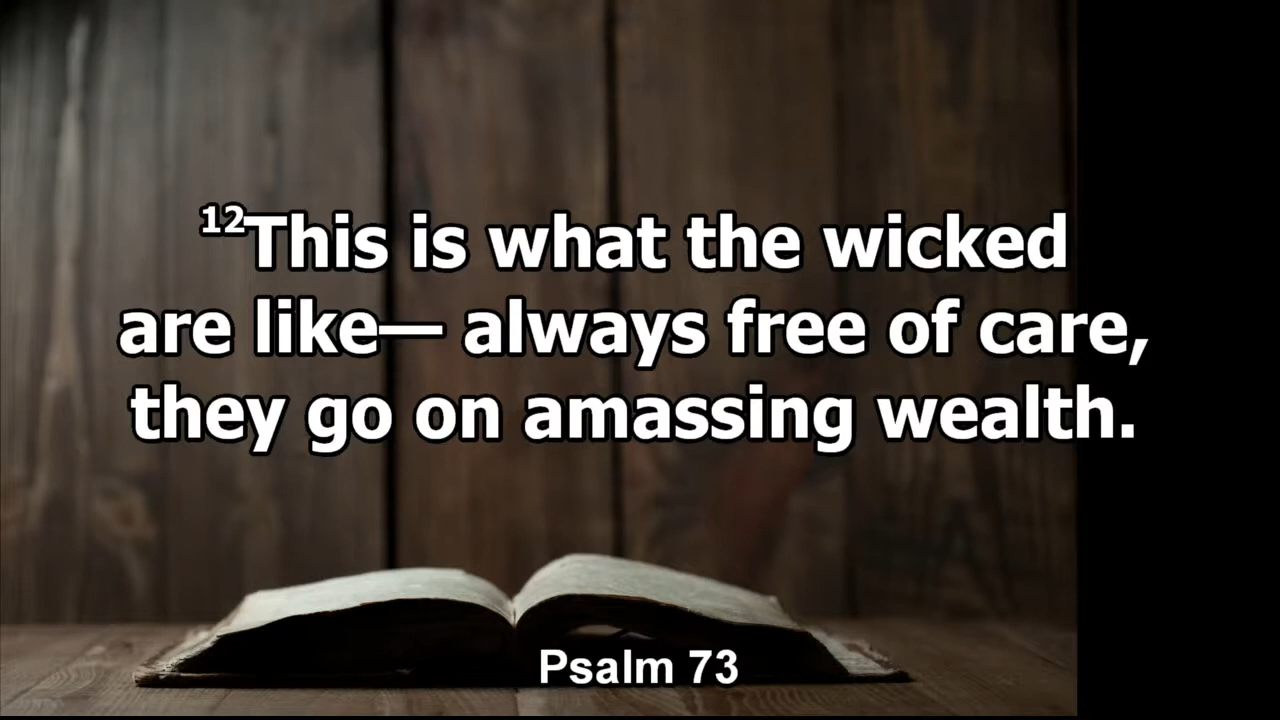 12This is what the wicked
are like— always free of care,
they go on amassing wealth.
Psalm 73